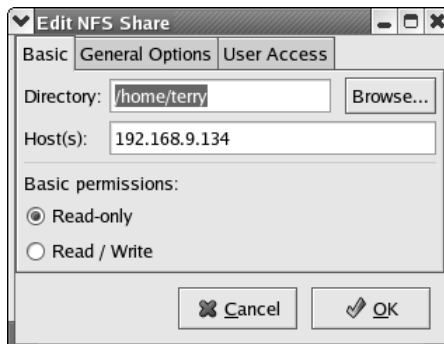 Edit NFS Share
Basic General Options User Access
Directory: /home/terry Browse...
Host(s): 192.168.9.134
Basic permissions:
Read-only
Read / Write
Cancel OK